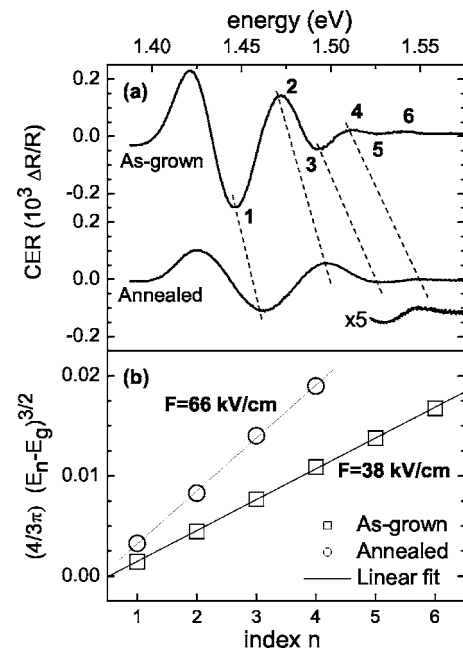 energy (eV)
1.40 1.45 1.50 1.55
0.2
(a)
2
4
6
0.0
As-grown
3
5
CER (10³ ΔR/R)
-0.2
1
0.2
0.0
Annealed
-0.2
x5
0.02
(b)
F=66 kV/cm
(4/3π) (Eₙ-E_g)^3/2
0.01
F=38 kV/cm
□ As-grown
○ Annealed
0.00
Linear fit
1 2 3 4 5 6
index n